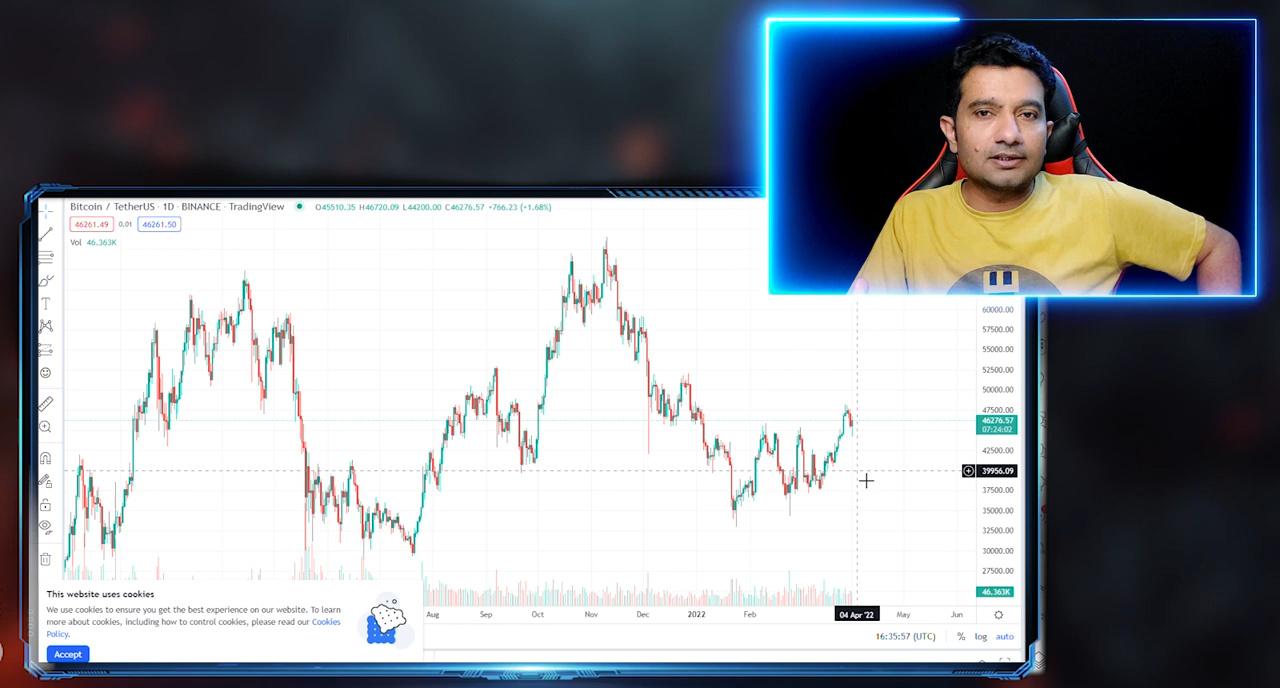 Bitcoin / TetherUS · 1D · BINANCE · TradingView O45510.35 H46720.09 L44200.00 C46276.57 +766.23 (+1.68%)
46261.49 0.01 46261.50
Vol 46.363K
60000.00
57500.00
55000.00
52500.00
50000.00
47500.00
46276.57
07:24:02
42500.00
39956.09
37500.00
35000.00
32500.00
30000.00
27500.00
46.363K
This website uses cookies
We use cookies to ensure you get the best experience on our website. To learn
more about cookies, including how to control cookies, please read our Cookies
Policy.
Accept
Aug Sep Oct Nov Dec 2022 Feb 04 Apr '22 May Jun
16:35:57 (UTC) % log auto